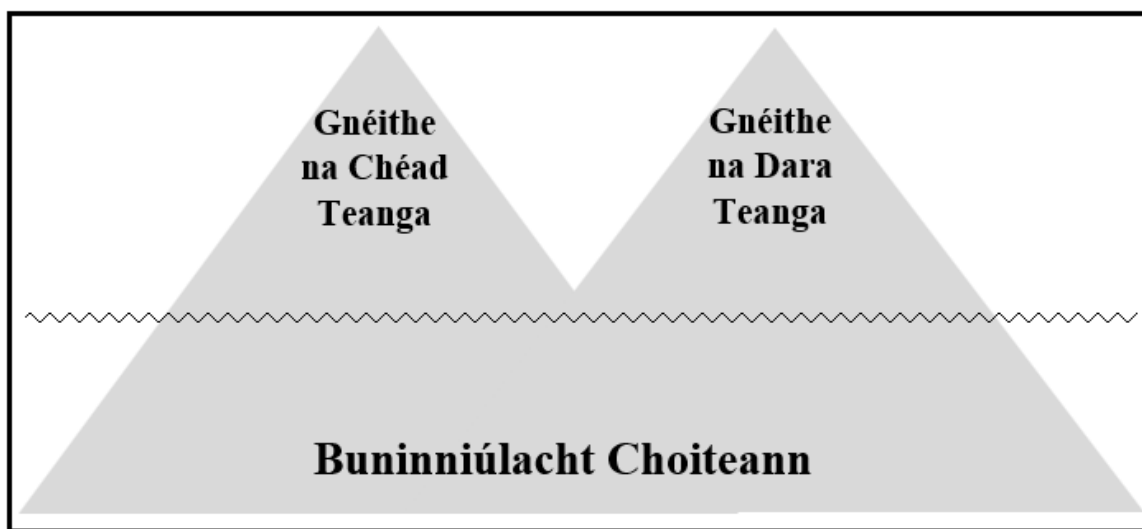 Gnéithe
na Chéad
Teanga
Gnéithe
na Dara
Teanga
Buninniúlacht Choiteann